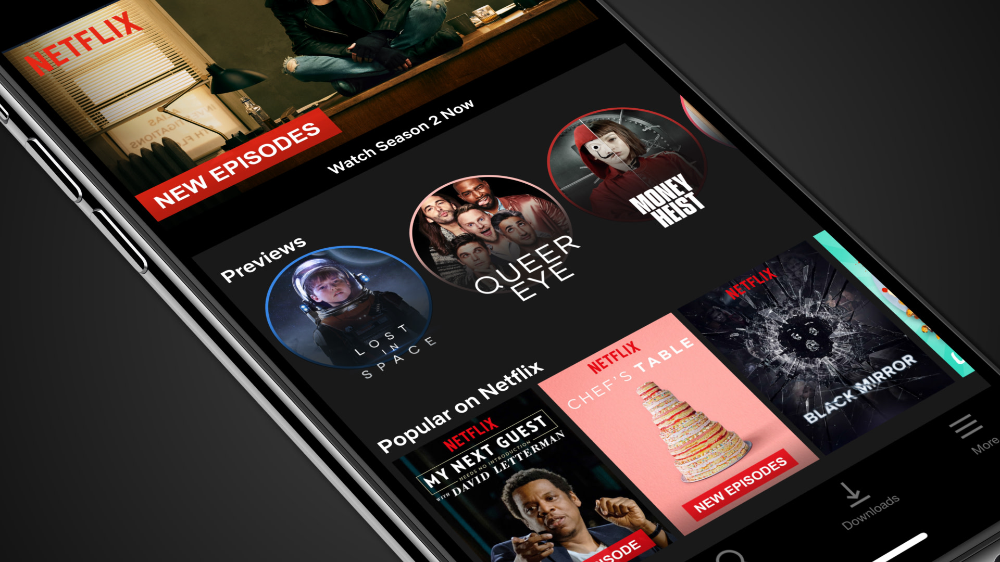 NETFLIX
ALIAS
NEW EPISODES
Watch Season 2 Now
Previews
LOST
IN
SPACE
QUEER
EYE
MONEY
HEIST
Popular on Netflix
NETFLIX
MY NEXT GUEST
NEEDS NO INTRODUCTION
WITH DAVID LETTERMAN
NETFLIX
CHEF'S TABLE
NEW EPISODES
NETFLIX
BLACK MIRROR
Downloads
More